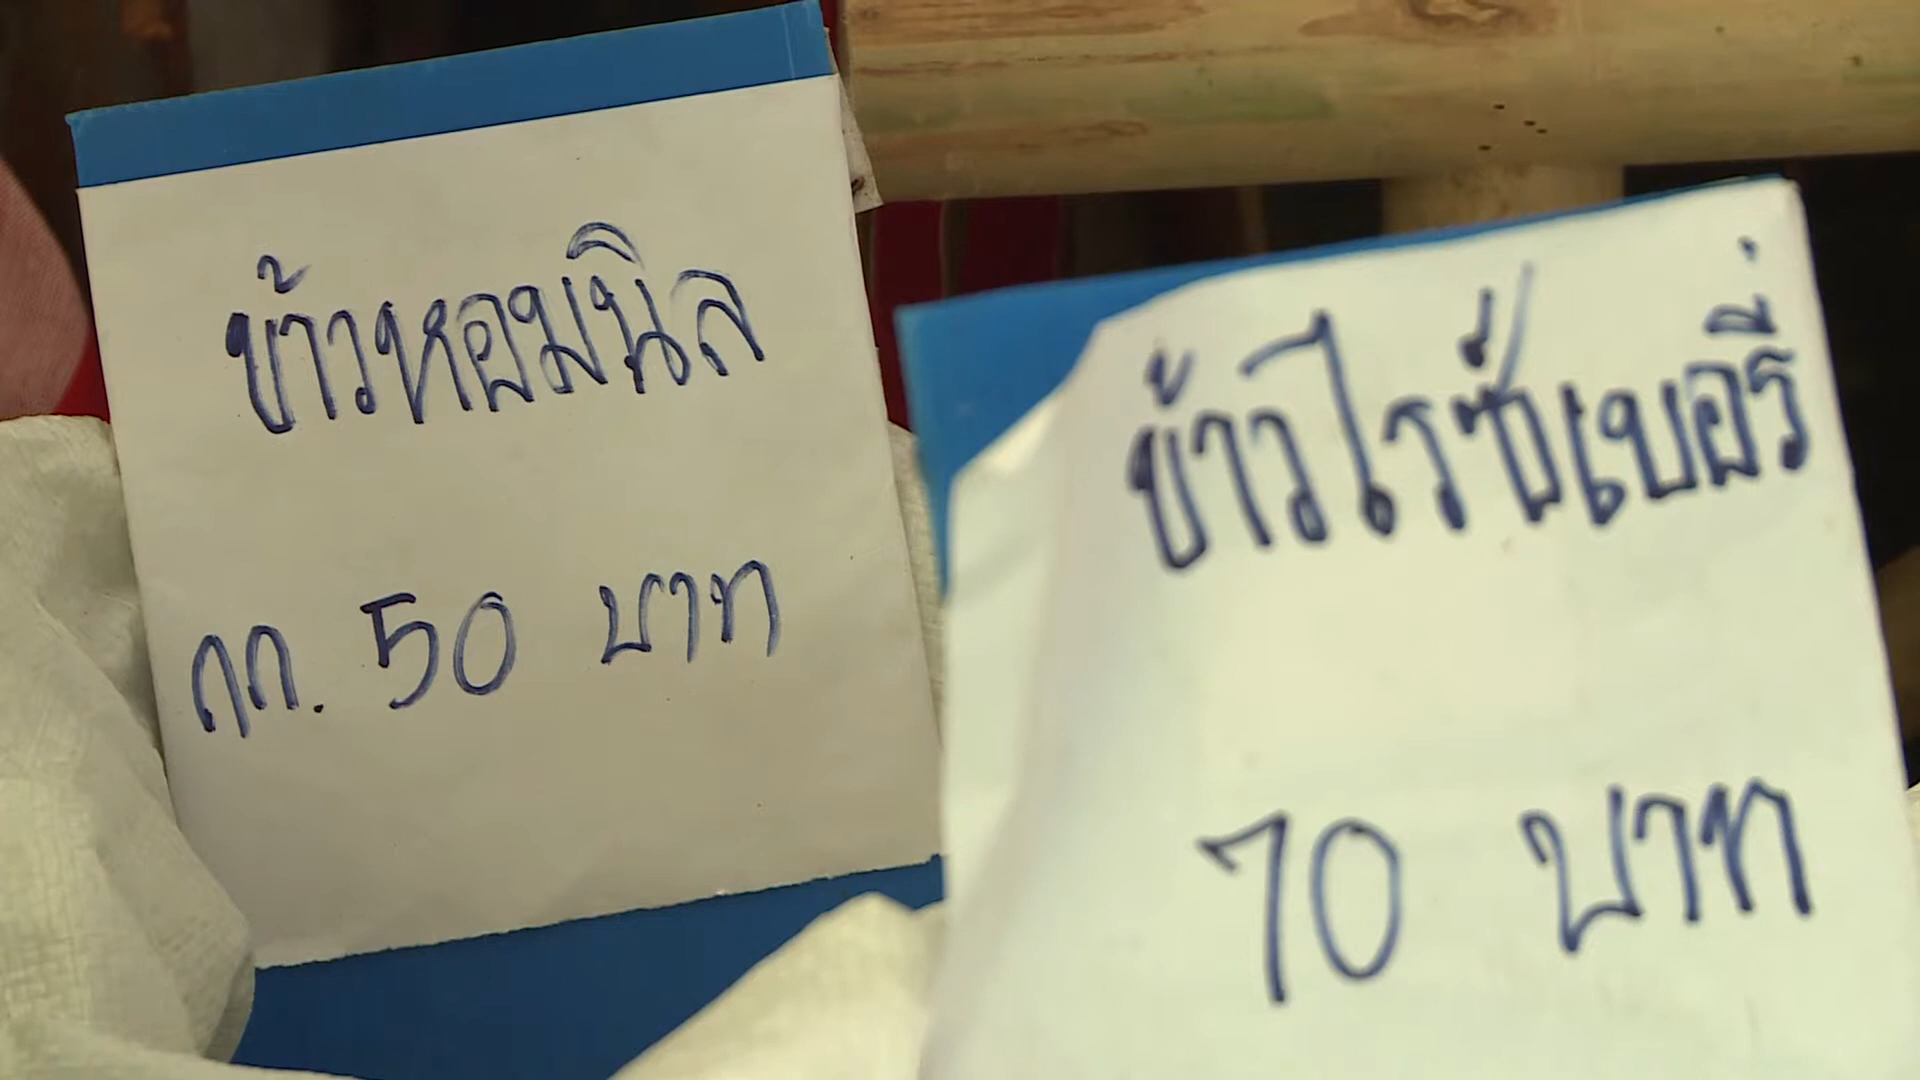 ข้าวหอมนิล
กก. 50 บาท
ข้าวไรซ์เบอรี่
70 บาท